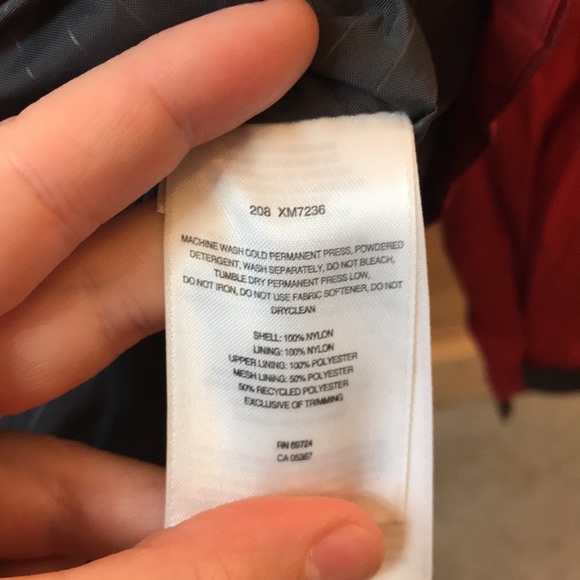 208 XM7236
MACHINE WASH COLD PERMANENT PRESS, POWDERED
DETERGENT, WASH SEPARATELY, DO NOT BLEACH,
TUMBLE DRY PERMANENT PRESS LOW,
DO NOT IRON, DO NOT USE FABRIC SOFTENER, DO NOT
DRYCLEAN
SHELL: 100% NYLON
LINING: 100% NYLON
UPPER LINING: 100% POLYESTER
MESH LINING: 50% POLYESTER
50% RECYCLED POLYESTER
EXCLUSIVE OF TRIMMING
RN 69724
CA 05367